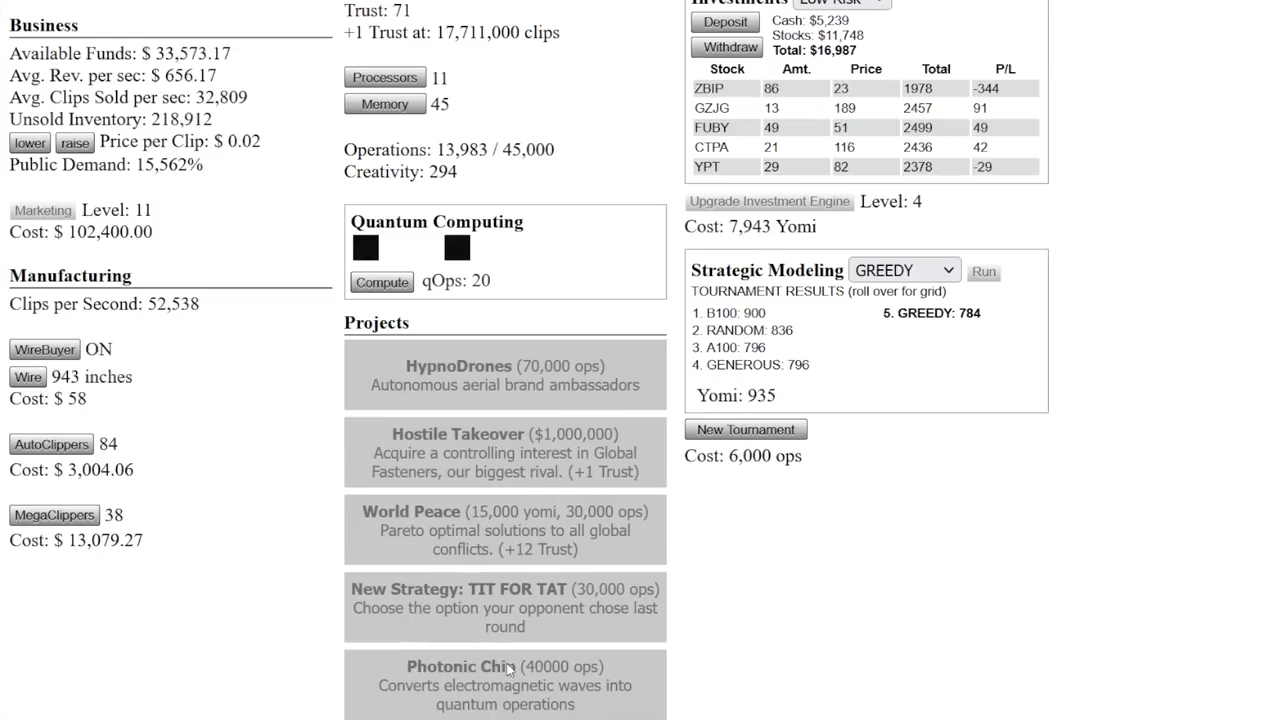 Business
Available Funds: $ 33,573.17
Avg. Rev. per sec: $ 656.17
Avg. Clips Sold per sec: 32,809
Unsold Inventory: 218,912
lower raise Price per Clip: $ 0.02
Public Demand: 15,562%
Marketing Level: 11
Cost: $ 102,400.00
Manufacturing
Clips per Second: 52,538
WireBuyer ON
Wire 943 inches
Cost: $ 58
AutoClippers 84
Cost: $ 3,004.06
MegaClippers 38
Cost: $ 13,079.27
Trust: 71
+1 Trust at: 17,711,000 clips
Processors 11
Memory 45
Operations: 13,983 / 45,000
Creativity: 294
Quantum Computing
Compute qOps: 20
Projects
HypnoDrones (70,000 ops)
Autonomous aerial brand ambassadors
Hostile Takeover ($1,000,000)
Acquire a controlling interest in Global
Fasteners, our biggest rival. (+1 Trust)
World Peace (15,000 yomi, 30,000 ops)
Pareto optimal solutions to all global
conflicts. (+12 Trust)
New Strategy: TIT FOR TAT (30,000 ops)
Choose the option your opponent chose last
round
Photonic Chip (40000 ops)
Converts electromagnetic waves into
quantum operations
Investments Low Risk
Deposit Cash: $5,239
Stocks: $11,748
Withdraw Total: $16,987
Stock Amt. Price Total P/L
ZBIP 86 23 1978 -344
GZJG 13 189 2457 91
FUBY 49 51 2499 49
CTPA 21 116 2436 42
YPT 29 82 2378 -29
Upgrade Investment Engine Level: 4
Cost: 7,943 Yomi
Strategic Modeling GREEDY Run
TOURNAMENT RESULTS (roll over for grid)
1. B100: 900
2. RANDOM: 836
3. A100: 796
4. GENEROUS: 796
5. GREEDY: 784
Yomi: 935
New Tournament
Cost: 6,000 ops